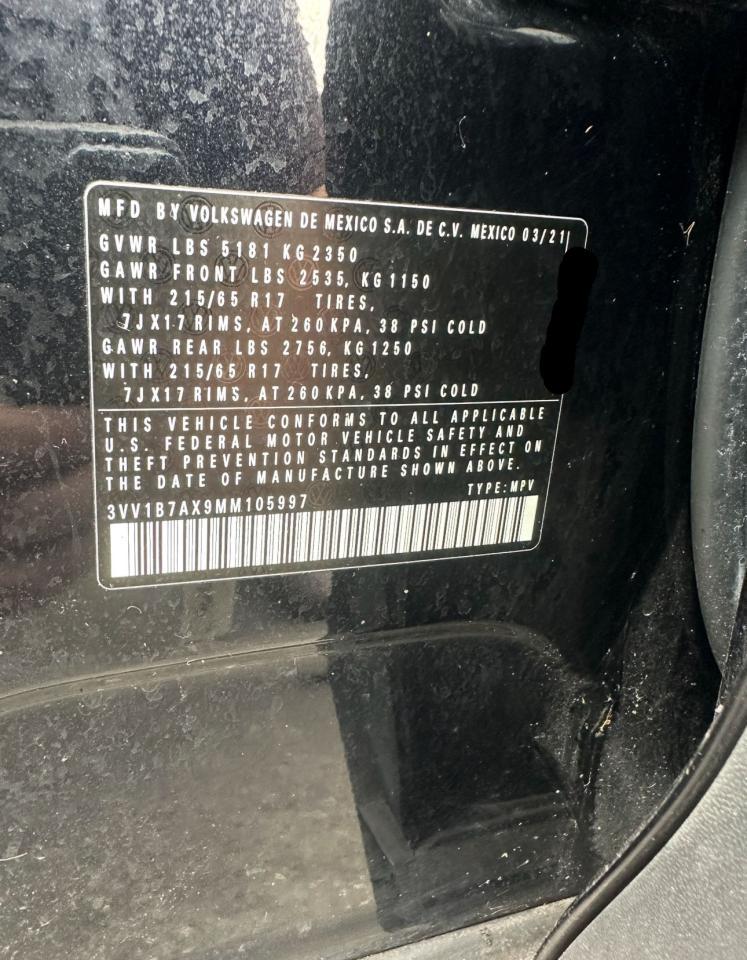 MFD BY VOLKSWAGEN DE MEXICO S.A. DE C.V. MEXICO 03/21
GVWR LBS 5181 KG 2350
GAWR FRONT LBS 2535, KG 1150
WITH 215/65 R17 TIRES,
7JX17 RIMS, AT 260 KPA, 38 PSI COLD
GAWR REAR LBS 2756, KG 1250
WITH 215/65 R17 TIRES,
7JX17 RIMS, AT 260 KPA, 38 PSI COLD
THIS VEHICLE CONFORMS TO ALL APPLICABLE
U.S. FEDERAL MOTOR VEHICLE SAFETY AND
THEFT PREVENTION STANDARDS IN EFFECT ON
THE DATE OF MANUFACTURE SHOWN ABOVE.
3VV1B7AX9MM105997 TYPE: MPV